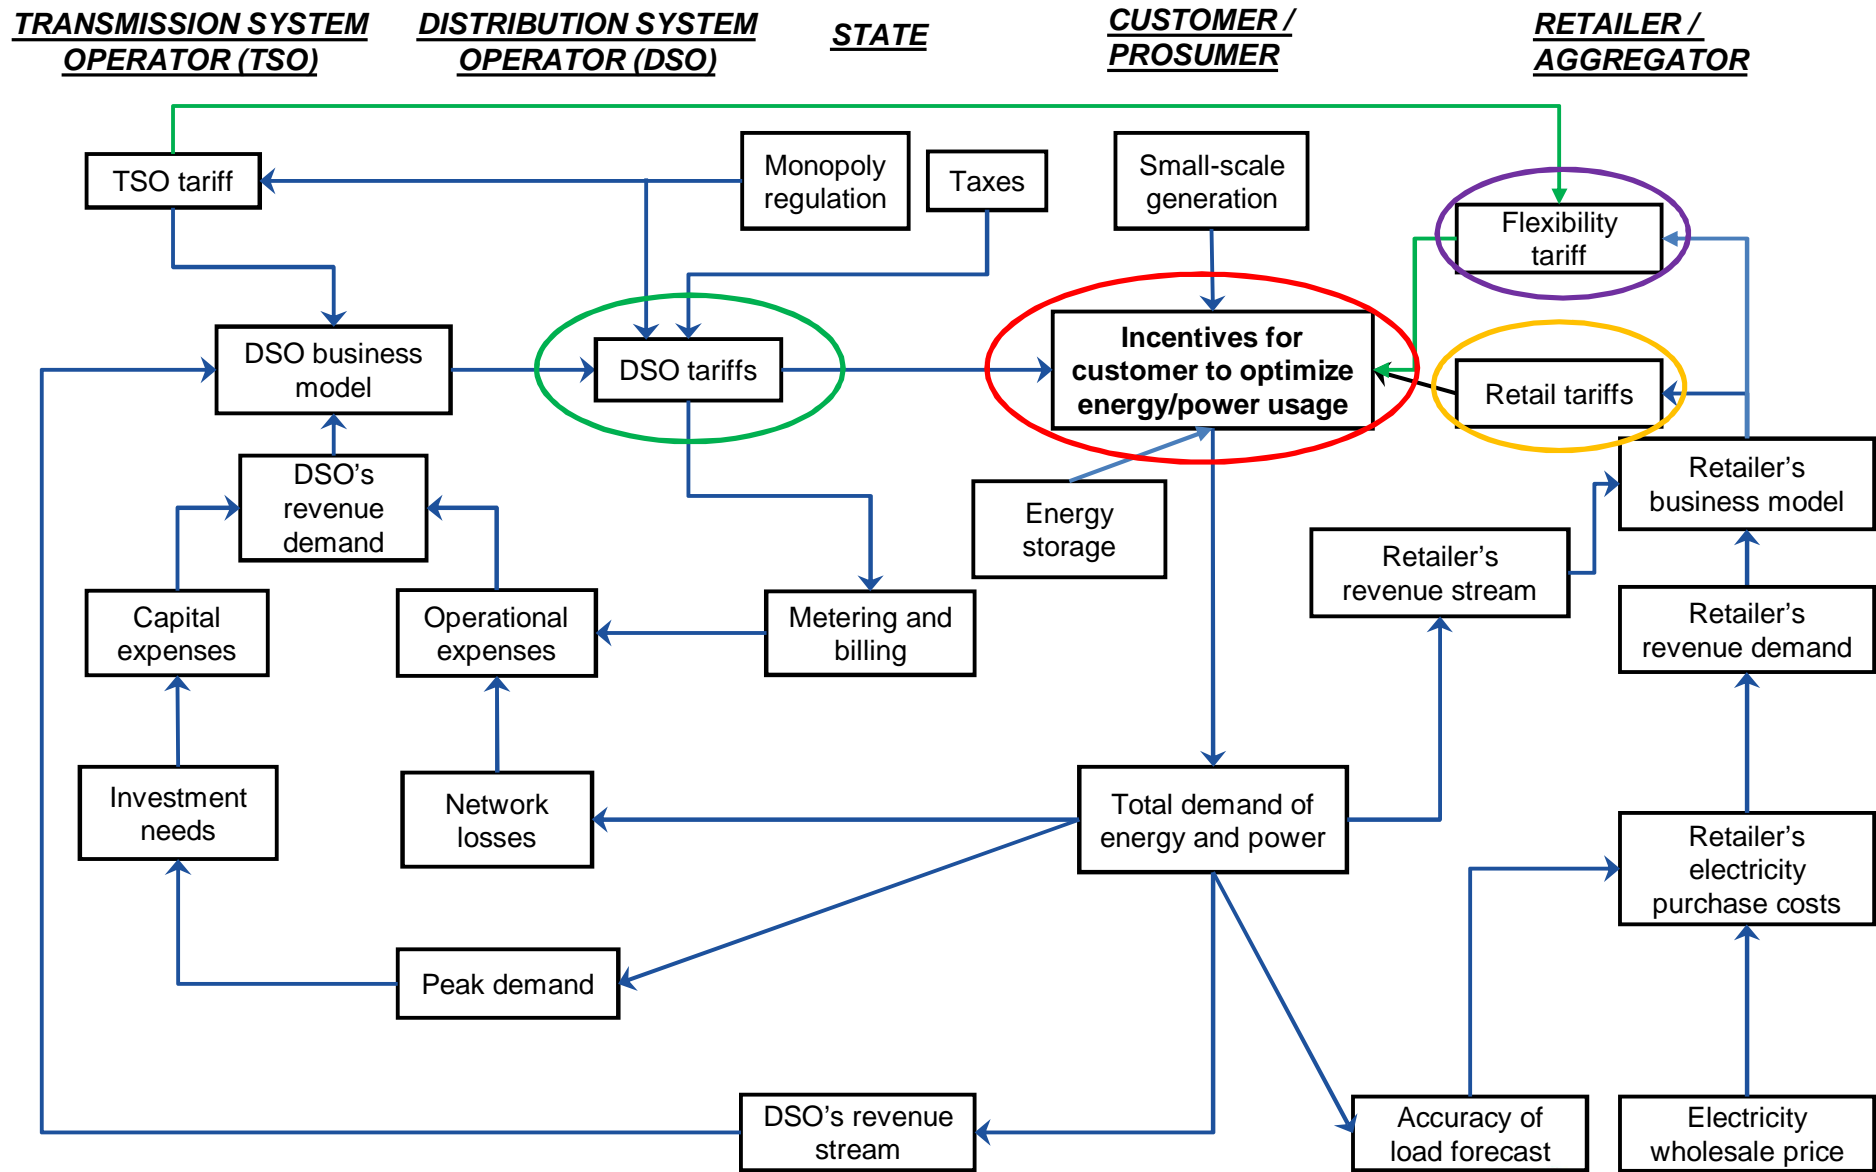 TRANSMISSION SYSTEM
OPERATOR (TSO)
DISTRIBUTION SYSTEM
OPERATOR (DSO)
STATE
CUSTOMER /
PROSUMER
RETAILER /
AGGREGATOR
TSO tariff
Monopoly
regulation
Taxes
Small-scale
generation
Flexibility
tariff
DSO business
model
DSO tariffs
Incentives for
customer to optimize
energy/power usage
Retail tariffs
DSO's
revenue
demand
Energy
storage
Retailer's
business model
Retailer's
revenue stream
Capital
expenses
Operational
expenses
Metering and
billing
Retailer's
revenue demand
Investment
needs
Network
losses
Total demand of
energy and power
Retailer's
electricity
purchase costs
Peak demand
DSO's revenue
stream
Accuracy of
load forecast
Electricity
wholesale price